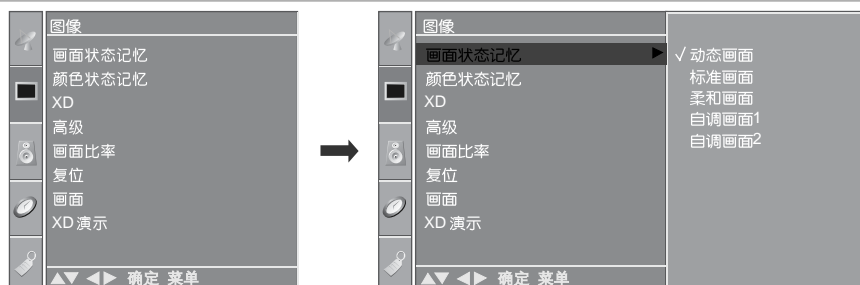 图像
画面状态记忆
颜色状态记忆
XD
高级
画面比率
复位
画面
XD 演示
▲▼ ◀▶ 确定 菜单
图像
画面状态记忆 ▶
颜色状态记忆
XD
高级
画面比率
复位
画面
XD 演示
▲▼ ◀▶ 确定 菜单
√ 动态画面
标准画面
柔和画面
自调画面1
自调画面2